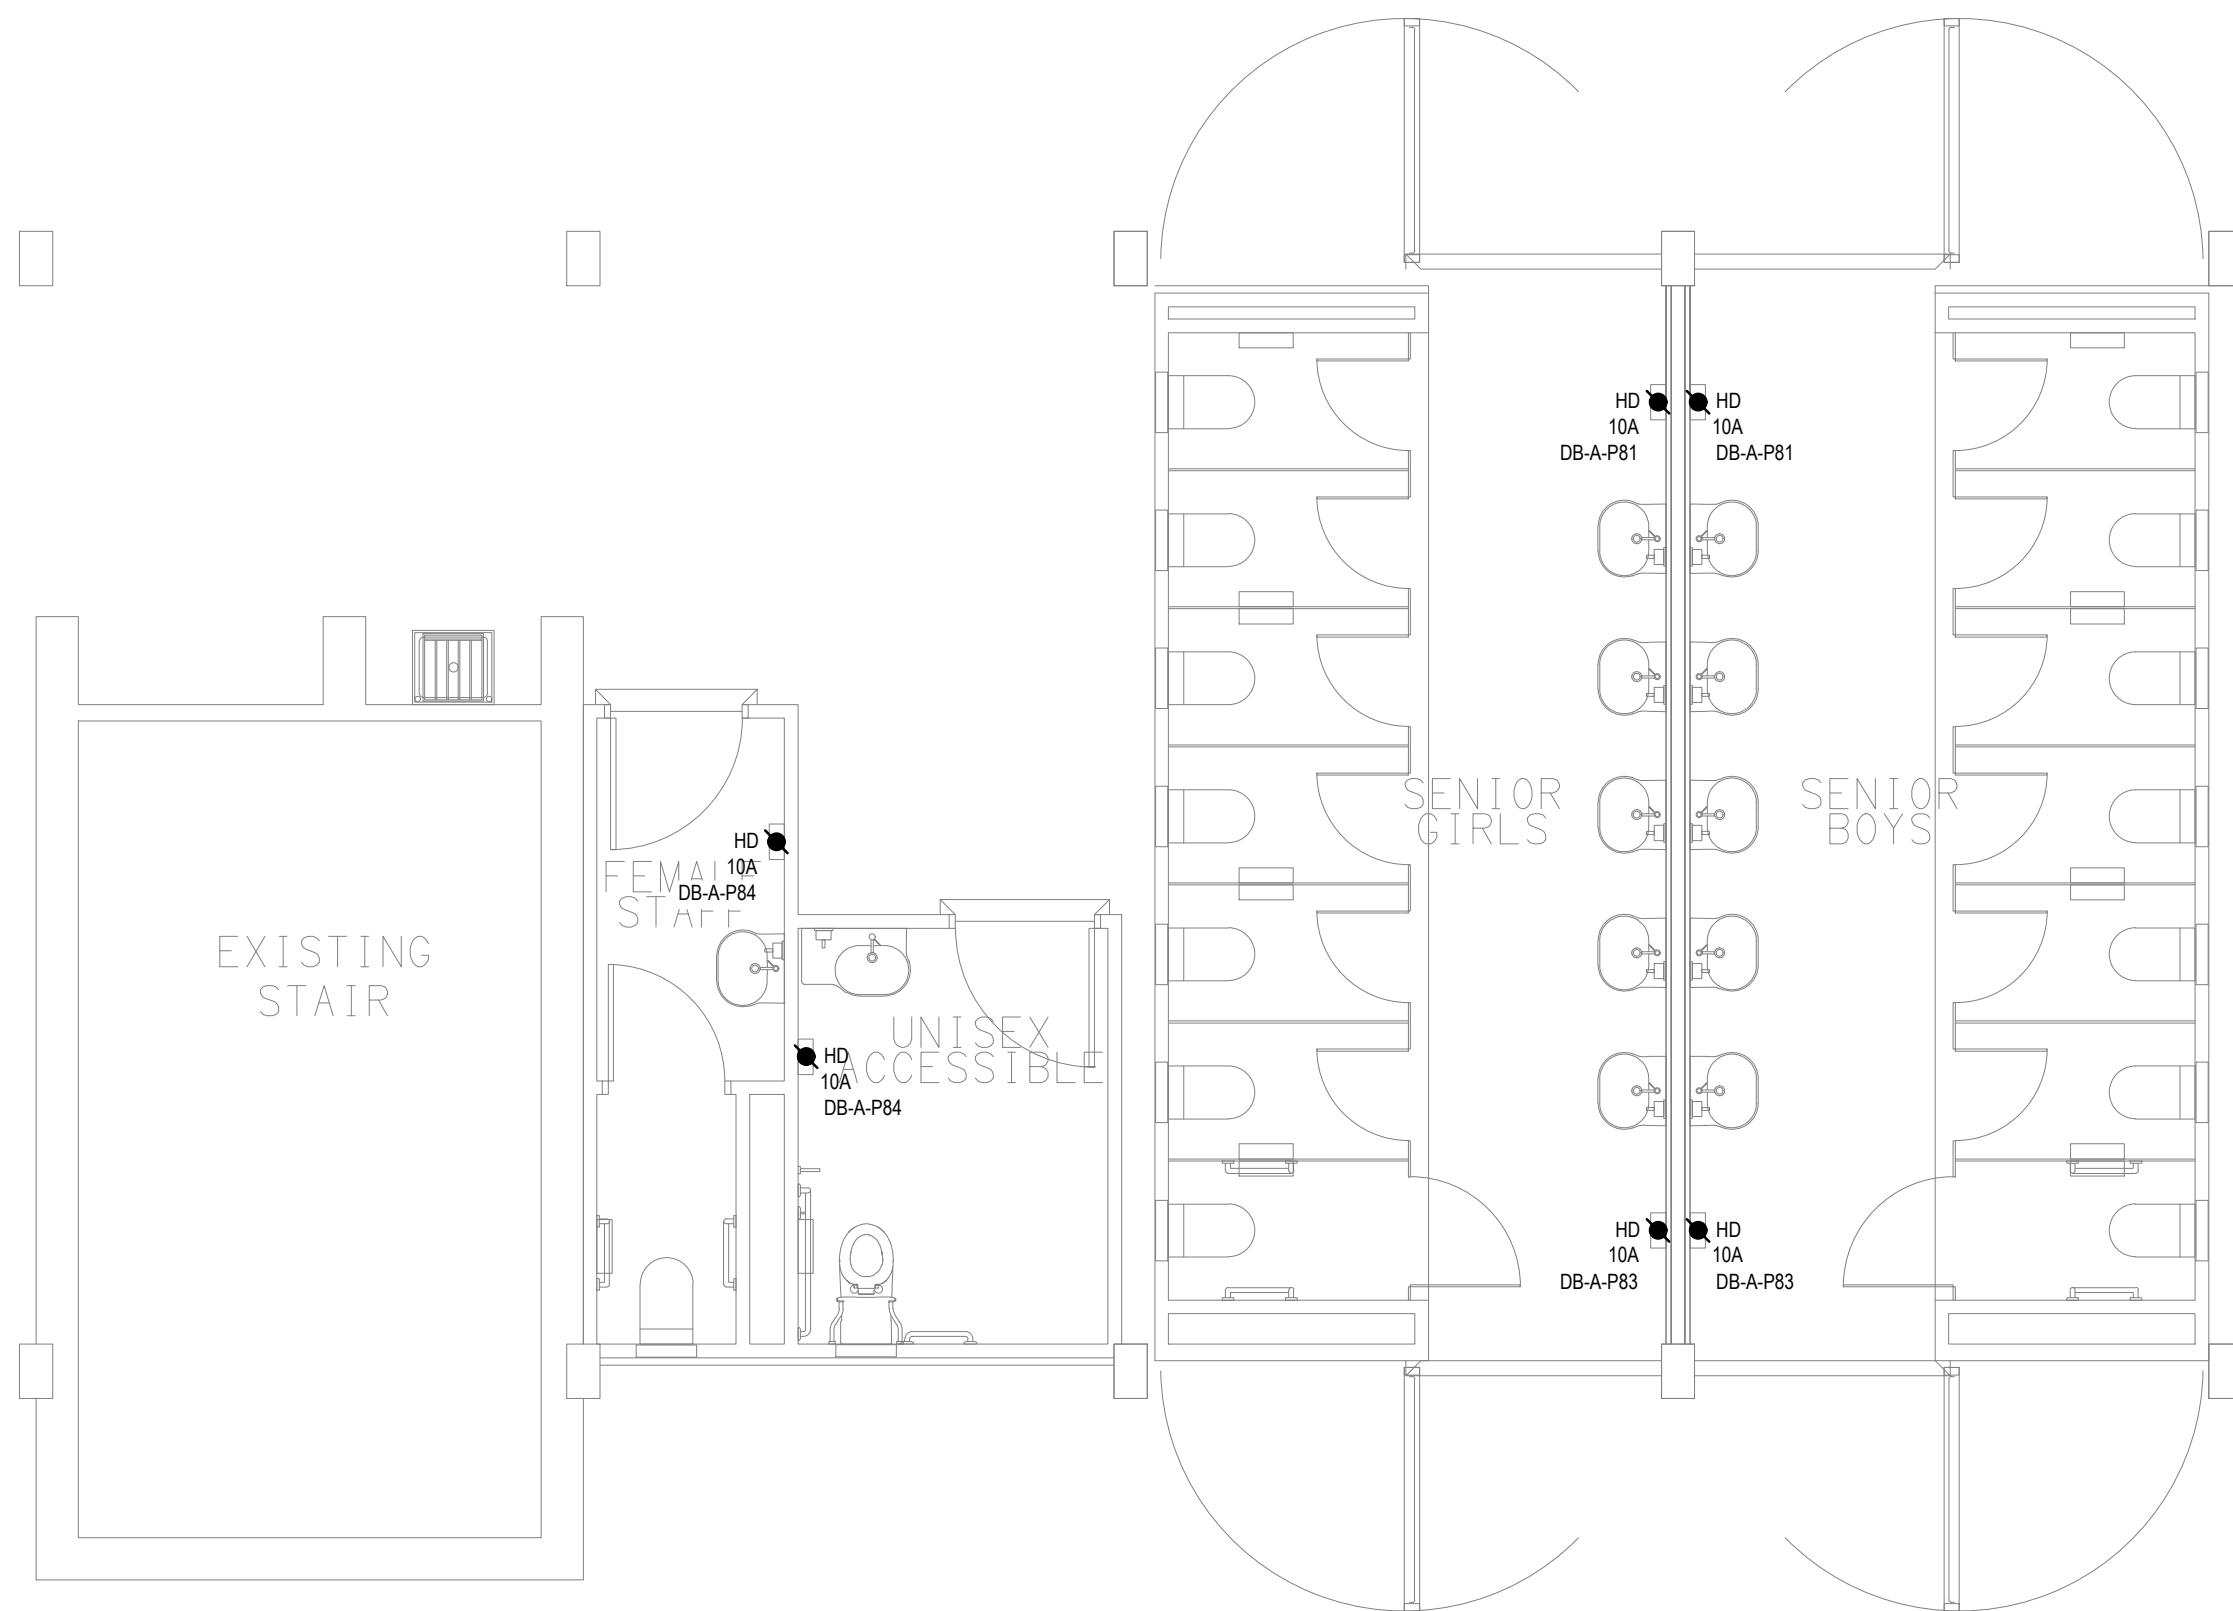 HD
10A
DB-A-P81
HD
10A
DB-A-P81
SENIOR
GIRLS
SENIOR
BOYS
HD
10A
DB-A-P84
FEMALE
STAFF
EXISTING
STAIR
UNISEX
ACCESSIBLE
HD
10A
DB-A-P84
HD
10A
DB-A-P83
HD
10A
DB-A-P83